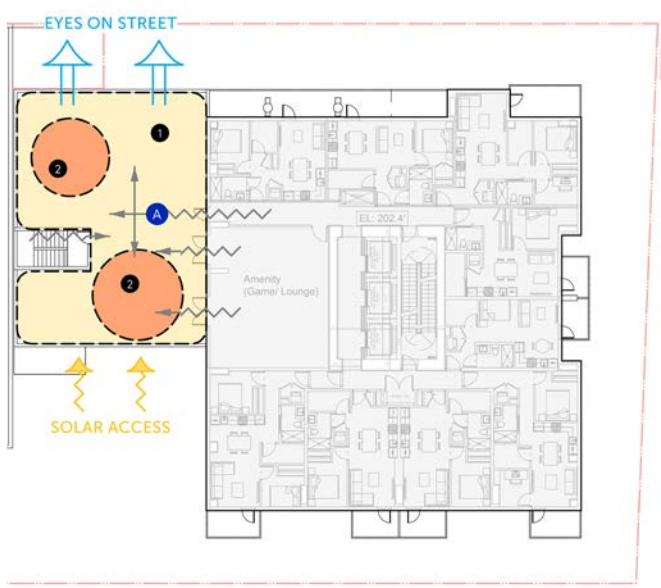 EYES ON STREET
1
2
A
EL: 202.4'
2
Amenity
(Game/ Lounge)
SOLAR ACCESS